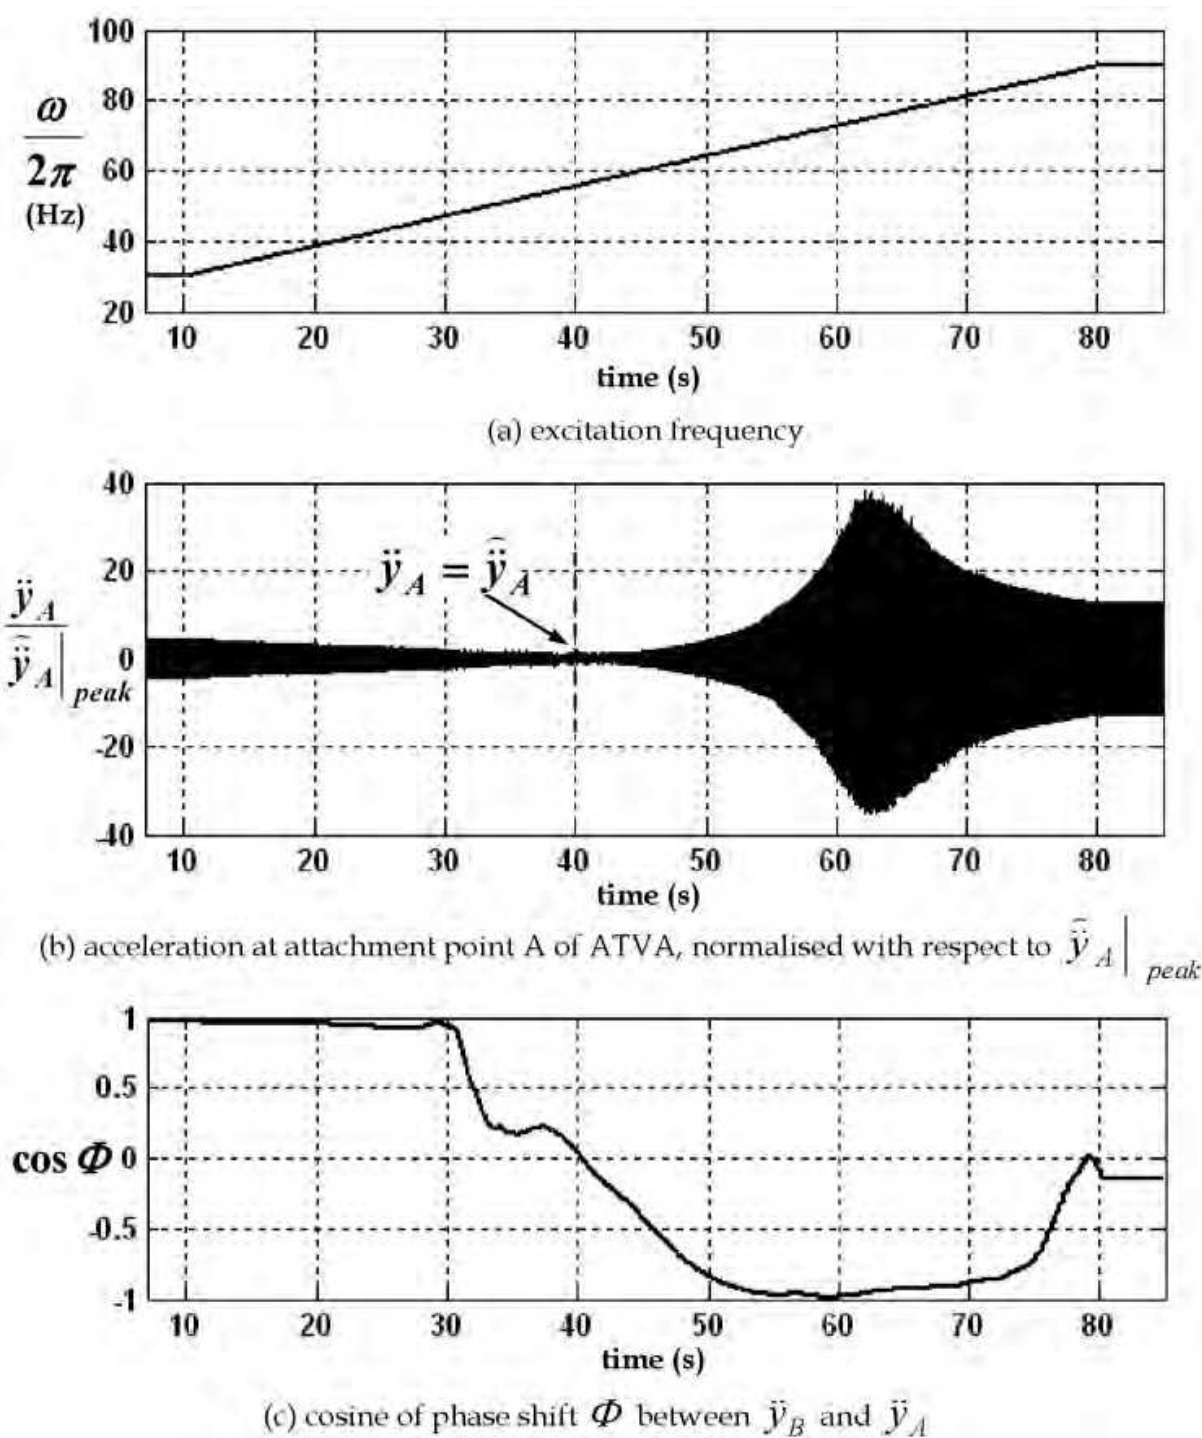 100
80
60
40
20
ω
2π
(Hz)
10 20 30 40 50 60 70 80
time (s)
(a) excitation frequency
40
20
0
-20
-40
ÿ_A = ÿ̂_A
ÿ_A
ÿ̂_A|peak
10 20 30 40 50 60 70 80
time (s)
(b) acceleration at attachment point A of ATVA, normalised with respect to ÿ̂_A|peak
1
0.5
0
-0.5
-1
cos Φ
10 20 30 40 50 60 70 80
time (s)
(c) cosine of phase shift Φ between ÿ_B and ÿ_A